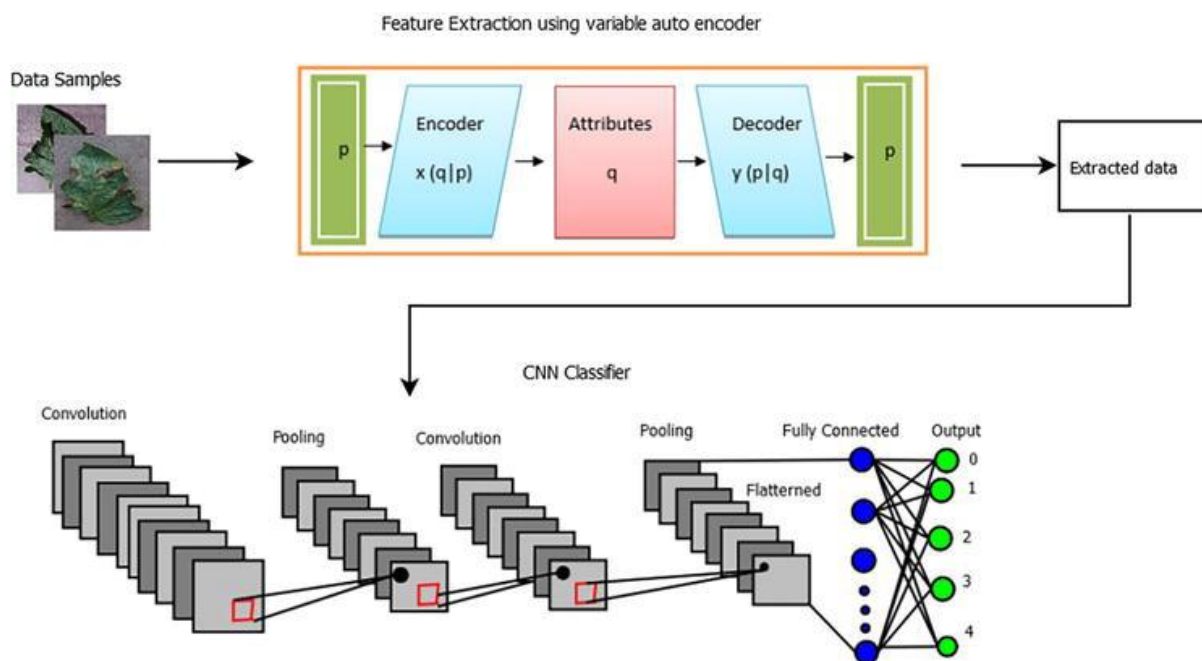 Feature Extraction using variable auto encoder
Data Samples
p
Encoder
x (q|p)
Attributes
q
Decoder
y (p|q)
p
Extracted data
CNN Classifier
Convolution
Pooling
Convolution
Pooling
Flatterned
Fully Connected
Output
0
1
2
3
4